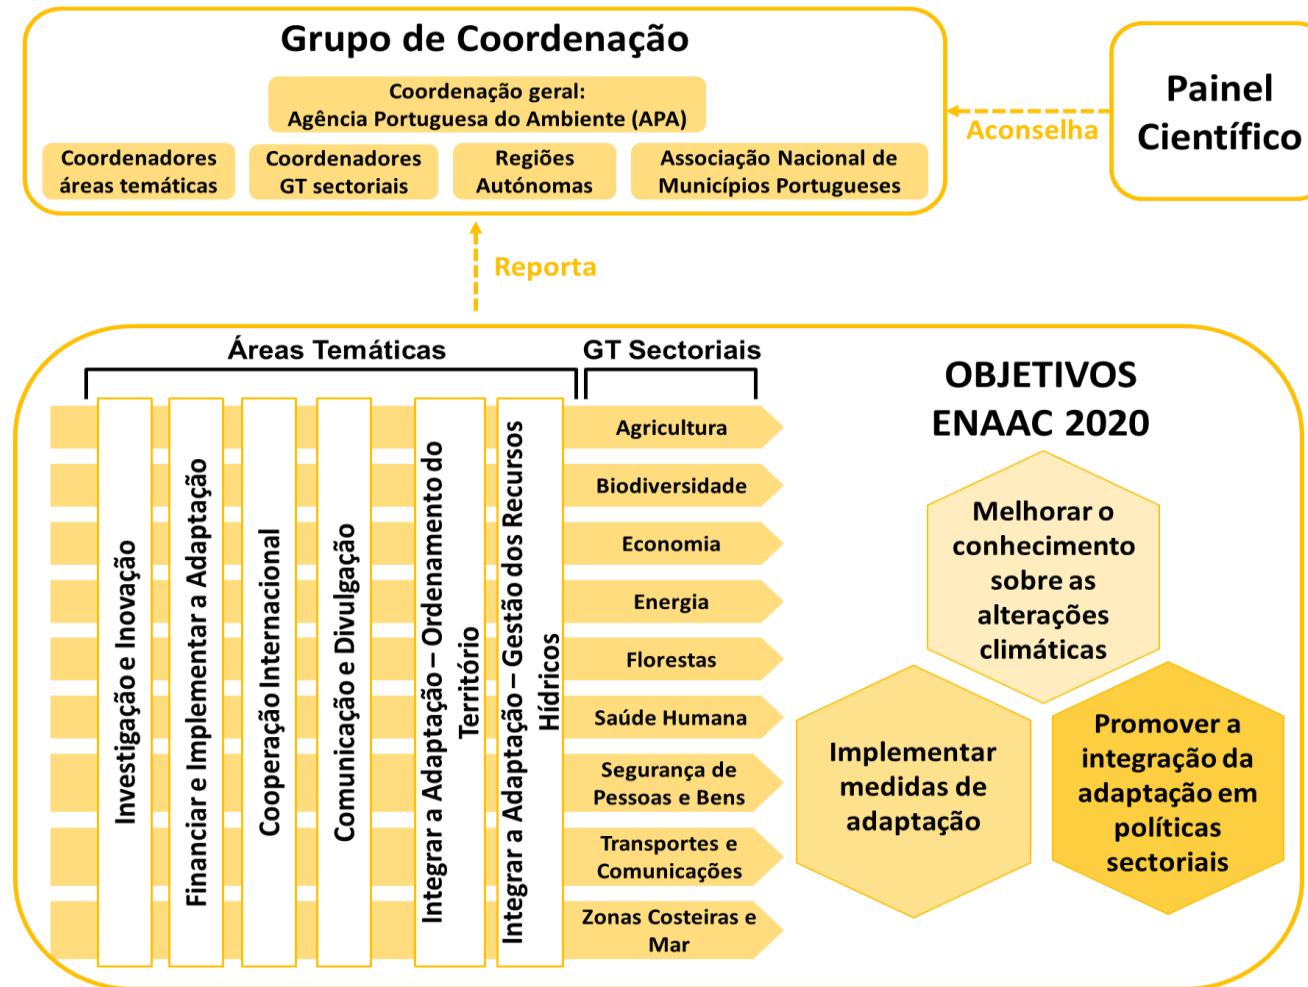 Grupo de Coordenação
Coordenação geral:
Agência Portuguesa do Ambiente (APA)
Coordenadores
áreas temáticas
Coordenadores
GT sectoriais
Regiões
Autónomas
Associação Nacional de
Municípios Portugueses
Aconselha
Painel
Científico
Reporta
Áreas Temáticas
GT Sectoriais
Investigação e Inovação
Financiar e Implementar a Adaptação
Cooperação Internacional
Comunicação e Divulgação
Integrar a Adaptação – Ordenamento do
Território
Integrar a Adaptação – Gestão dos Recursos
Hídricos
Agricultura
Biodiversidade
Economia
Energia
Florestas
Saúde Humana
Segurança de
Pessoas e Bens
Transportes e
Comunicações
Zonas Costeiras e
Mar
OBJETIVOS
ENAAC 2020
Melhorar o
conhecimento
sobre as
alterações
climáticas
Implementar
medidas de
adaptação
Promover a
integração da
adaptação em
políticas
sectoriais